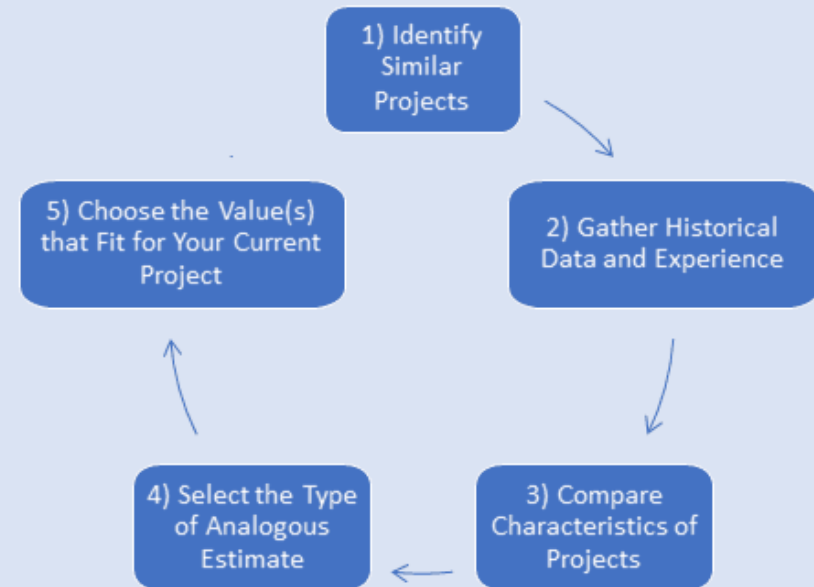 1) Identify
Similar
Projects
2) Gather Historical
Data and Experience
3) Compare
Characteristics of
Projects
4) Select the Type
of Analogous
Estimate
5) Choose the Value(s)
that Fit for Your Current
Project